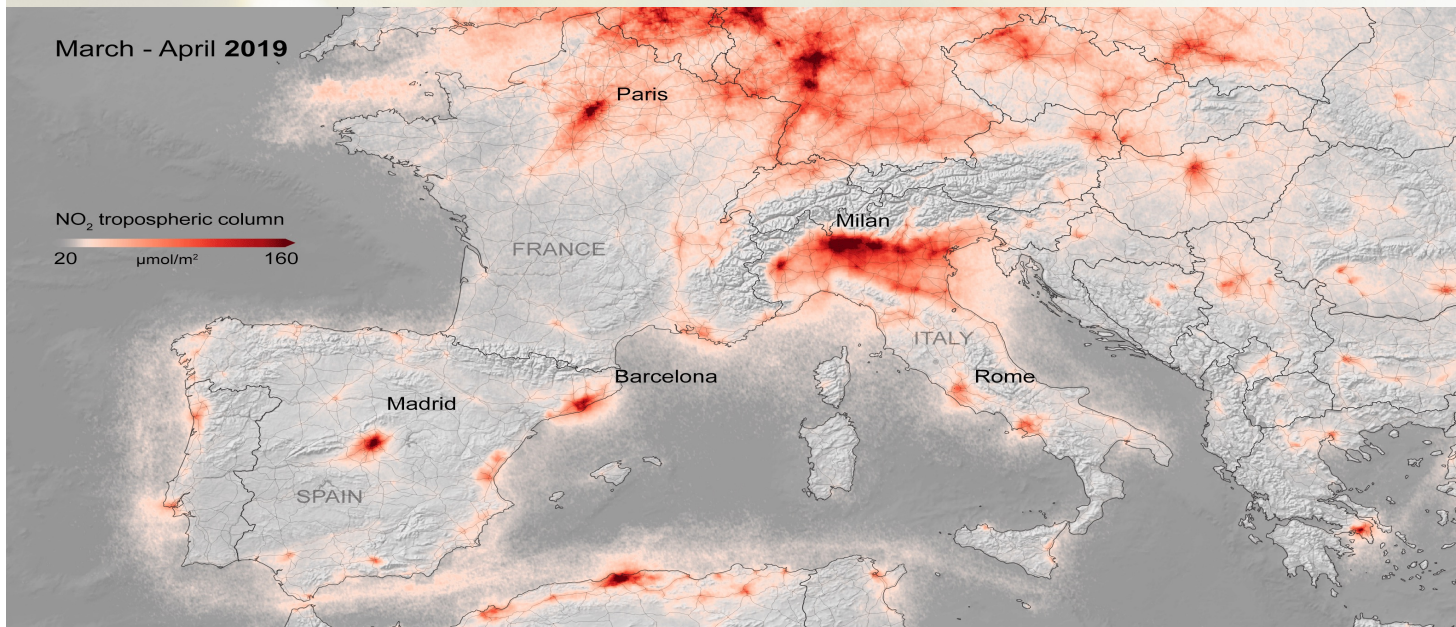 March - April 2019
Paris
Milan
NO₂ tropospheric column
20 µmol/m² 160
FRANCE
ITALY
Barcelona
Rome
Madrid
SPAIN